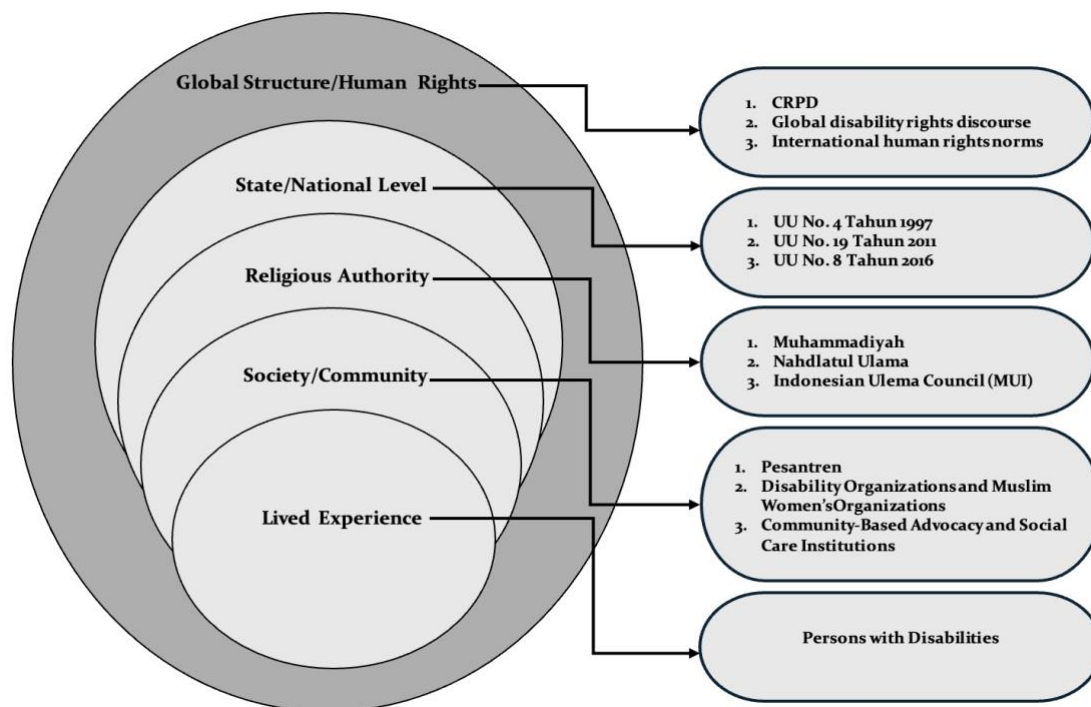 Global Structure/Human Rights
1. CRPD
2. Global disability rights discourse
3. International human rights norms
State/National Level
1. UU No. 4 Tahun 1997
2. UU No. 19 Tahun 2011
3. UU No. 8 Tahun 2016
Religious Authority
1. Muhammadiyah
2. Nahdlatul Ulama
3. Indonesian Ulema Council (MUI)
Society/Community
1. Pesantren
2. Disability Organizations and Muslim
Women'sOrganizations
3. Community-Based Advocacy and Social
Care Institutions
Lived Experience
Persons with Disabilities